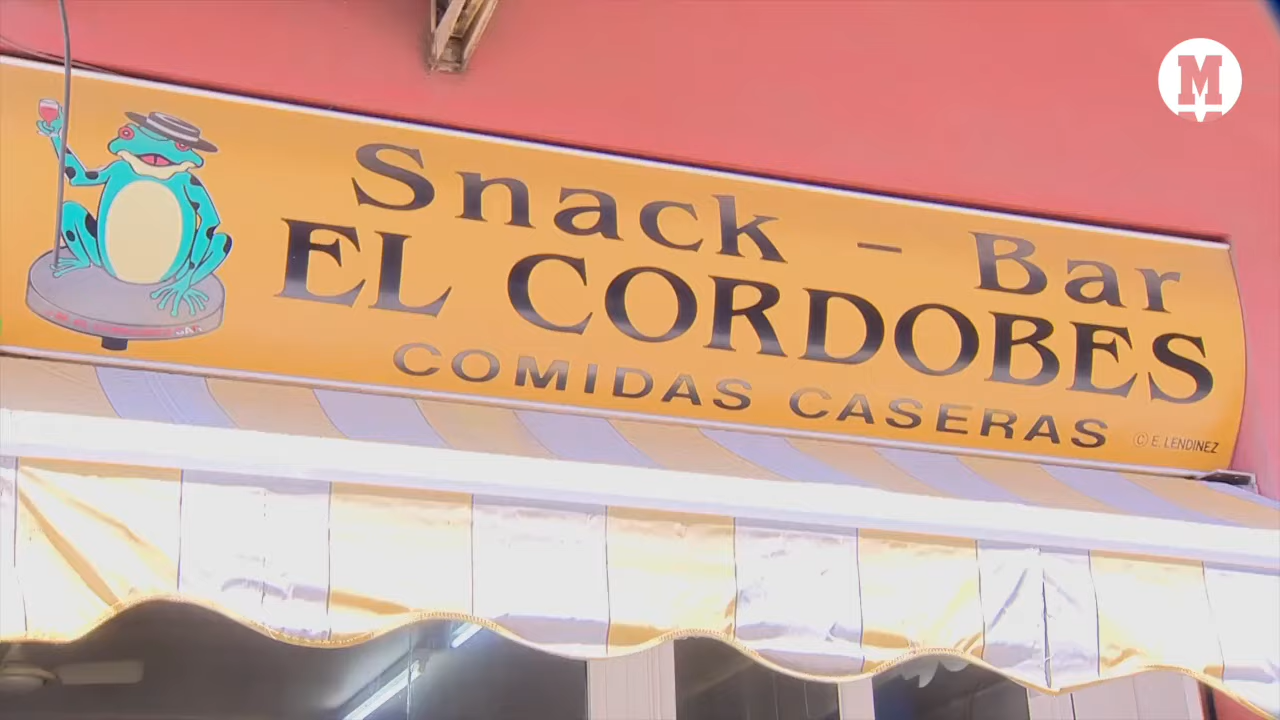 M
Snack - Bar
EL CORDOBES
COMIDAS CASERAS
© E. LENDINEZ